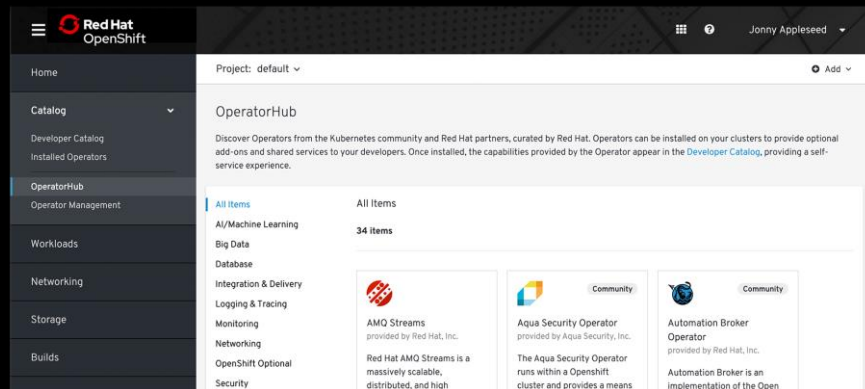 Red Hat
OpenShift
Jonny Appleseed
Home
Catalog
Developer Catalog
Installed Operators
OperatorHub
Operator Management
Workloads
Networking
Storage
Builds
Project: default
Add
OperatorHub
Discover Operators from the Kubernetes community and Red Hat partners, curated by Red Hat. Operators can be installed on your clusters to provide optional
add-ons and shared services to your developers. Once installed, the capabilities provided by the Operator appear in the Developer Catalog, providing a self-
service experience.
All Items
AI/Machine Learning
Big Data
Database
Integration & Delivery
Logging & Tracing
Monitoring
Networking
OpenShift Optional
Security
All Items
34 items
AMQ Streams
provided by Red Hat, Inc.
Red Hat AMQ Streams is a
massively scalable,
distributed, and high
Community
Aqua Security Operator
provided by Aqua Security, Inc.
The Aqua Security Operator
runs within a Openshift
cluster and provides a means
Community
Automation Broker
Operator
provided by Red Hat, Inc.
Automation Broker is an
implementation of the Open